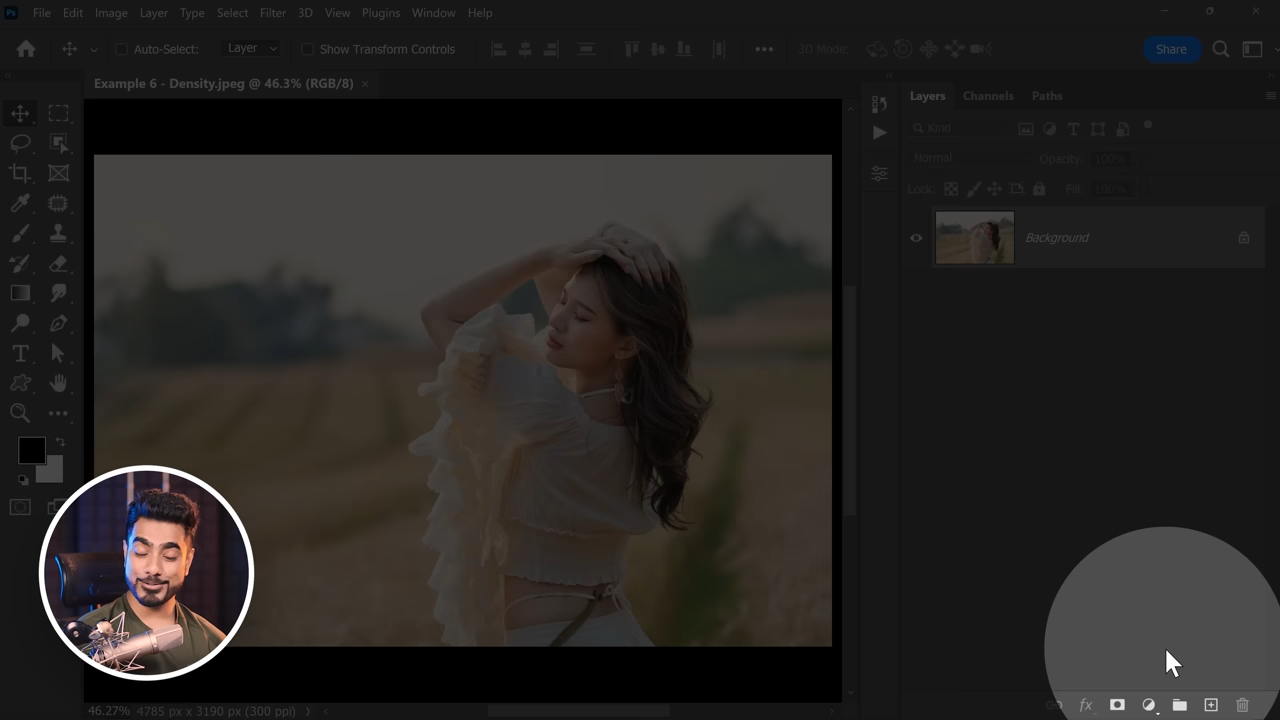 Ps File Edit Image Layer Type Select Filter 3D View Plugins Window Help
Auto-Select: Layer Show Transform Controls 3D Mode: Share
Example 6 - Density.jpeg @ 46.3% (RGB/8) ×
Layers Channels Paths
Kind
Normal Opacity: 100%
Lock: Fill: 100%
Background
fx
46.27% 4785 px x 3190 px (300 ppi)